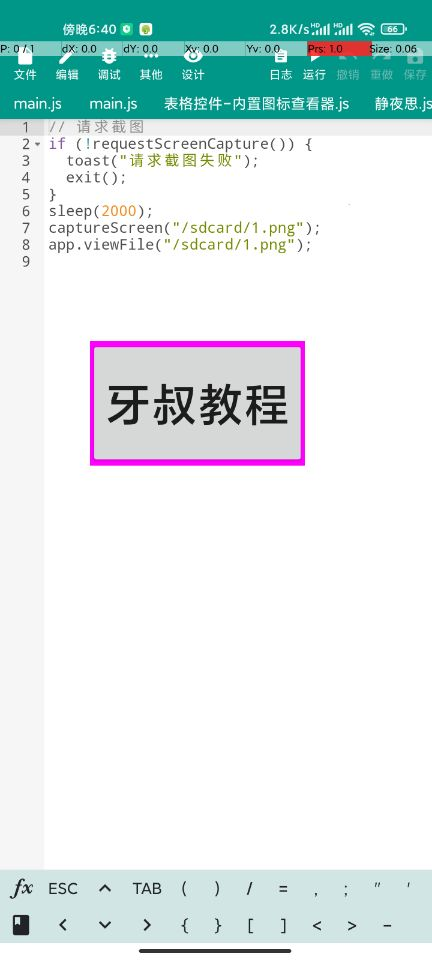 傍晚6:40 2.8K/s HD HD 66
P: 0 / 1 dX: 0.0 dY: 0.0 Xv: 0.0 Yv: 0.0 Prs: 1.0 Size: 0.06
文件 编辑 调试 其他 设计 日志 运行 撤销 重做 保存
main.js main.js 表格控件-内置图标查看器.js 静夜思.js
1 // 请求截图
2 if (!requestScreenCapture()) {
3 toast("请求截图失败");
4 exit();
5 }
6 sleep(2000);
7 captureScreen("/sdcard/1.png");
8 app.viewFile("/sdcard/1.png");
9
牙叔教程
fx ESC TAB ( ) / = , ; " '
{ } [ ] < > -